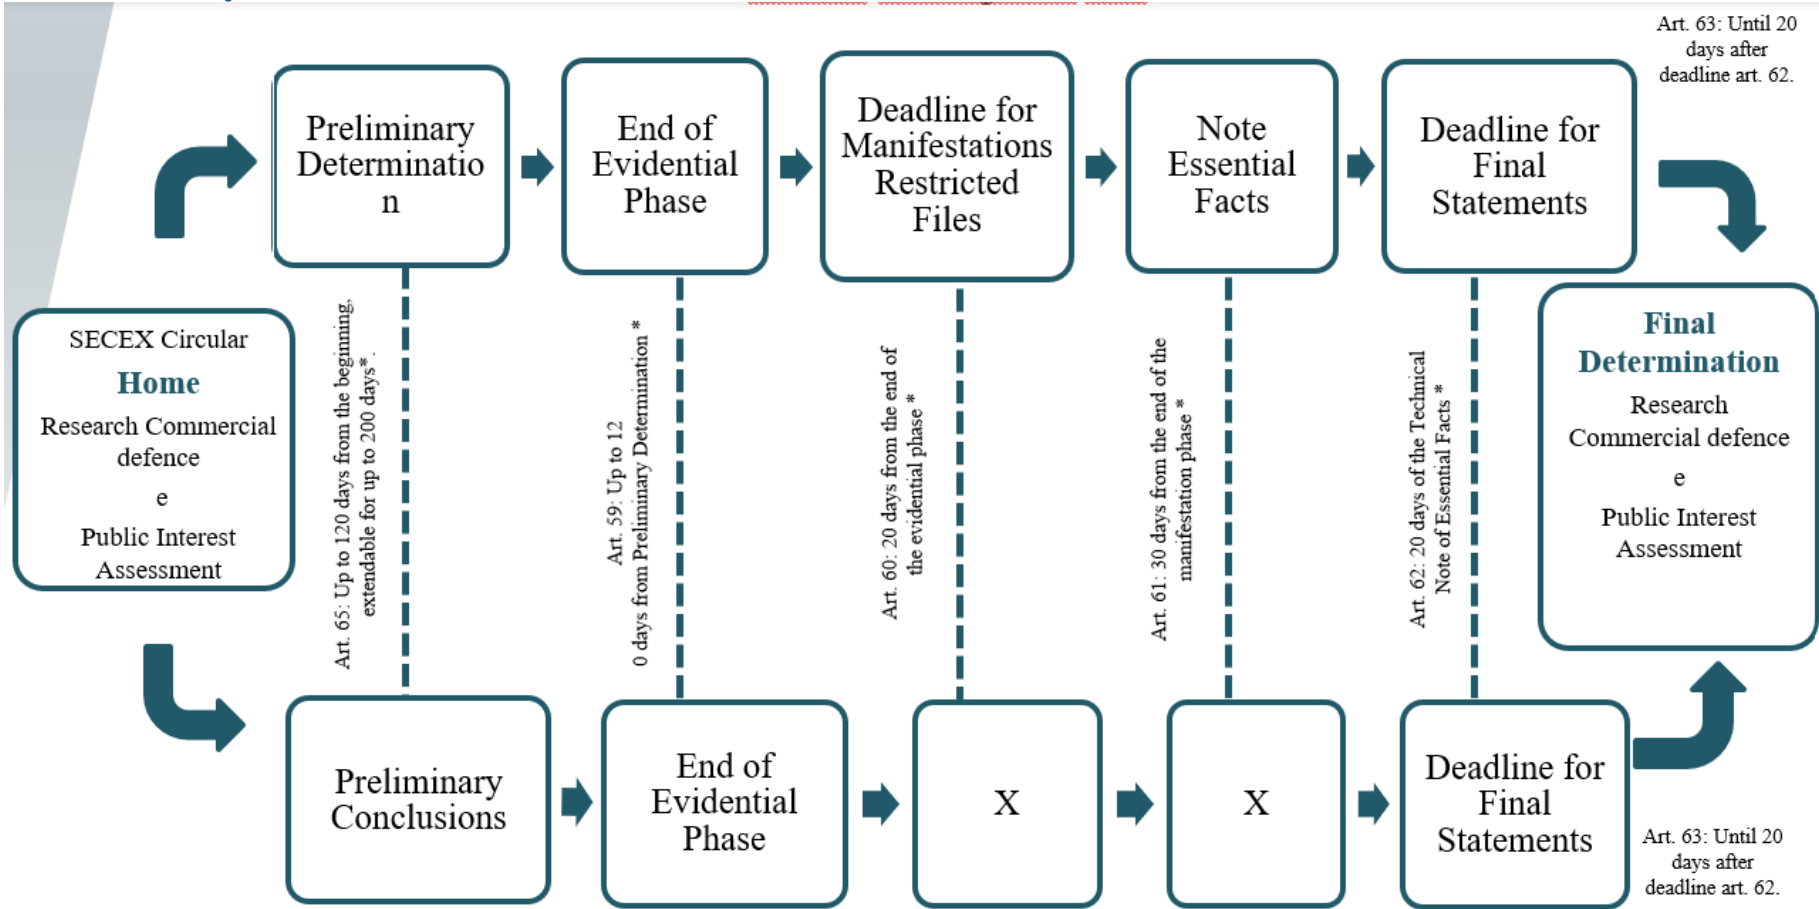 Art. 63: Until 20
days after
deadline art. 62.
Preliminary
Determinatio
n
End of
Evidential
Phase
Deadline for
Manifestations
Restricted
Files
Note
Essential
Facts
Deadline for
Final
Statements
SECEX Circular
Home
Research Commercial
defence
e
Public Interest
Assessment
Art. 65: Up to 120 days from the beginning,
extendable for up to 200 days*.
Art. 59: Up to 12
0 days from Preliminary Determination *
Art. 60: 20 days from the end of
the evidential phase *
Art. 61: 30 days from the end of the
manifestation phase *
Art. 62: 20 days of the Technical
Note of Essential Facts *
Final
Determination
Research
Commercial defence
e
Public Interest
Assessment
Preliminary
Conclusions
End of
Evidential
Phase
X
X
Deadline for
Final
Statements
Art. 63: Until 20
days after
deadline art. 62.